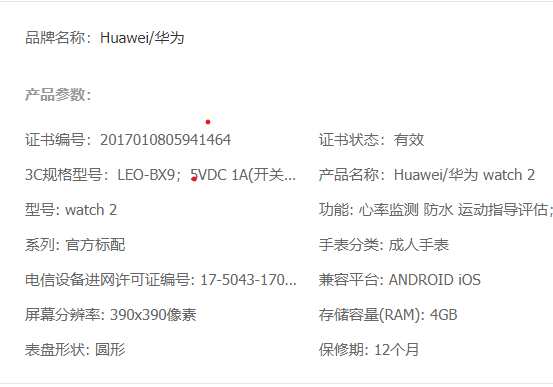 品牌名称：Huawei/华为
产品参数：
证书编号：2017010805941464 证书状态：有效
3C规格型号：LEO-BX9；5VDC 1A(开关... 产品名称：Huawei/华为 watch 2
型号: watch 2 功能: 心率监测 防水 运动指导评估;
系列: 官方标配 手表分类: 成人手表
电信设备进网许可证编号: 17-5043-170... 兼容平台: ANDROID iOS
屏幕分辨率: 390x390像素 存储容量(RAM): 4GB
表盘形状: 圆形 保修期: 12个月